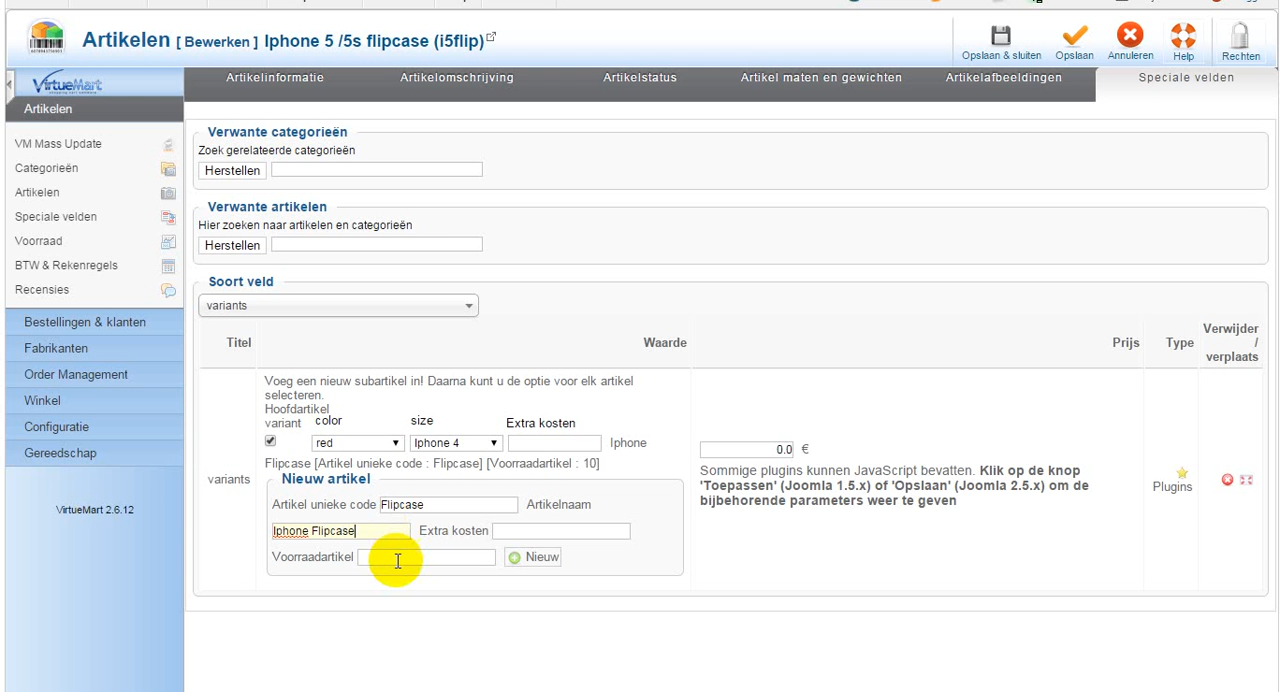 Artikelen [ Bewerken ] Iphone 5 /5s flipcase (i5flip)
Opslaan & sluiten Opslaan Annuleren Help Rechten
VirtueMart
Artikelinformatie Artikelomschrijving Artikelstatus Artikel maten en gewichten Artikelafbeeldingen Speciale velden
Artikelen
VM Mass Update
Categorieën
Artikelen
Speciale velden
Voorraad
BTW & Rekenregels
Recensies
Bestellingen & klanten
Fabrikanten
Order Management
Winkel
Configuratie
Gereedschap
VirtueMart 2.6.12
Verwante categorieën
Zoek gerelateerde categorieën
Herstellen
Verwante artikelen
Hier zoeken naar artikelen en categorieën
Herstellen
Soort veld
variants
Titel Waarde Prijs Type Verwijder
/
verplaats
variants
Voeg een nieuw subartikel in! Daarna kunt u de optie voor elk artikel
selecteren.
Hoofdartikel
variant color size Extra kosten
red Iphone 4 Iphone
Flipcase [Artikel unieke code : Flipcase] [Voorraadartikel : 10]
Nieuw artikel
Artikel unieke code Flipcase Artikelnaam
Iphone Flipcase Extra kosten
Voorraadartikel Nieuw
0.0 €
Sommige plugins kunnen JavaScript bevatten. Klik op de knop
'Toepassen' (Joomla 1.5.x) of 'Opslaan' (Joomla 2.5.x) om de
bijbehorende parameters weer te geven
Plugins